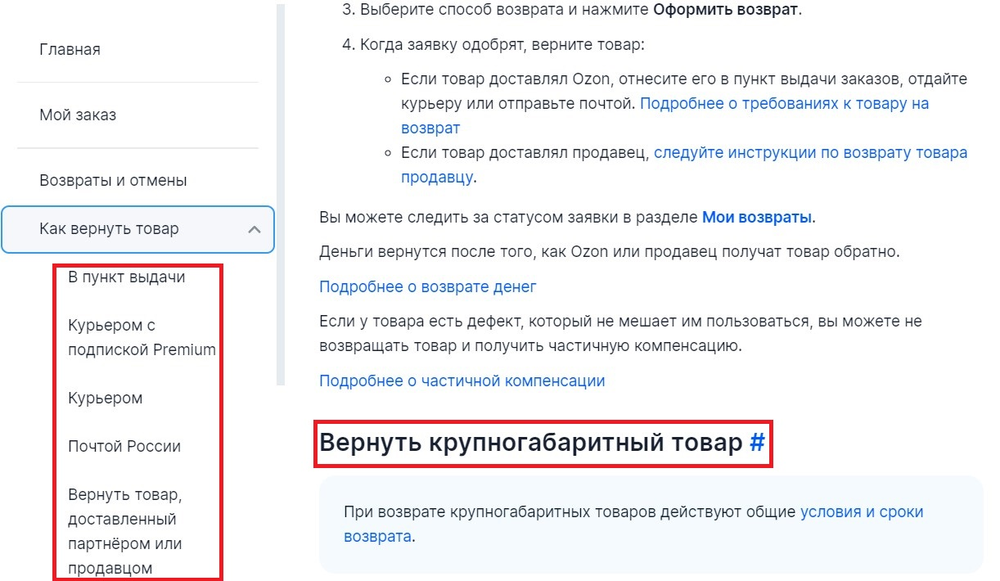 Главная
Мой заказ
Возвраты и отмены
Как вернуть товар
В пункт выдачи
Курьером с
подпиской Premium
Курьером
Почтой России
Вернуть товар,
доставленный
партнёром или
продавцом
3. Выберите способ возврата и нажмите Оформить возврат.
4. Когда заявку одобрят, верните товар:
Если товар доставлял Ozon, отнесите его в пункт выдачи заказов, отдайте
курьеру или отправьте почтой. Подробнее о требованиях к товару на
возврат
Если товар доставлял продавец, следуйте инструкции по возврату товара
продавцу.
Вы можете следить за статусом заявки в разделе Мои возвраты.
Деньги вернутся после того, как Ozon или продавец получат товар обратно.
Подробнее о возврате денег
Если у товара есть дефект, который не мешает им пользоваться, вы можете не
возвращать товар и получить частичную компенсацию.
Подробнее о частичной компенсации
Вернуть крупногабаритный товар #
При возврате крупногабаритных товаров действуют общие условия и сроки
возврата.